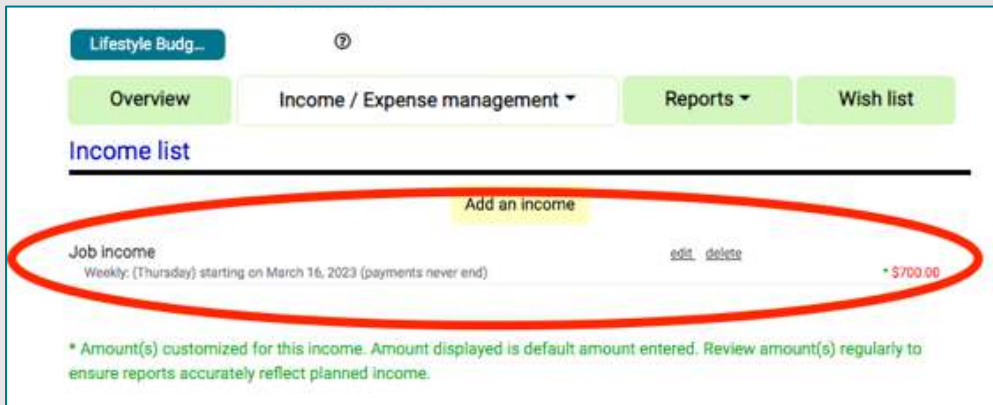 Lifestyle Budg...
Overview Income / Expense management Reports Wish list
Income list
Add an income
Job income edit delete
Weekly: (Thursday) starting on March 16, 2023 (payments never end)
* $700.00
* Amount(s) customized for this income. Amount displayed is default amount entered. Review amount(s) regularly to
ensure reports accurately reflect planned income.